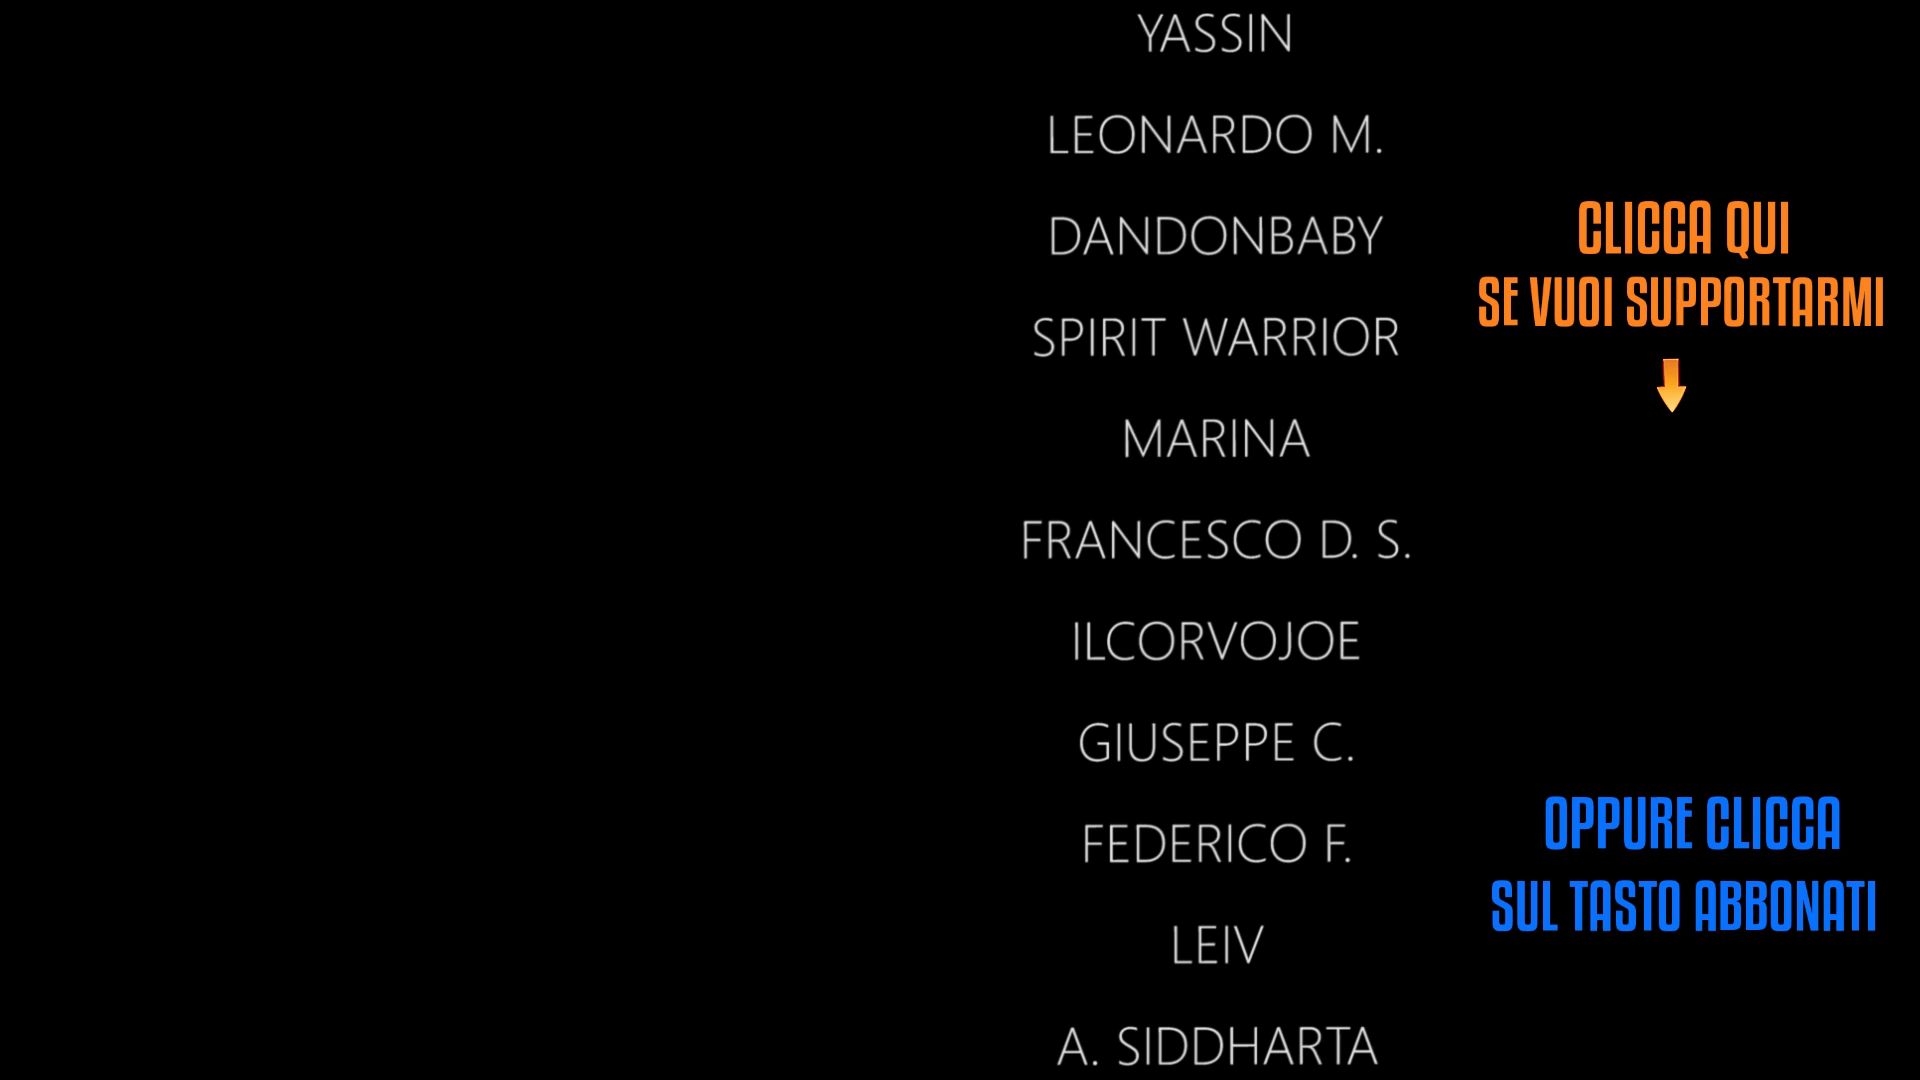 YASSIN
LEONARDO M.
DANDONBABY
SPIRIT WARRIOR
MARINA
FRANCESCO D. S.
ILCORVOJOE
GIUSEPPE C.
FEDERICO F.
LEIV
A. SIDDHARTA
CLICCA QUI
SE VUOI SUPPORTARMI
OPPURE CLICCA
SUL TASTO ABBONATI